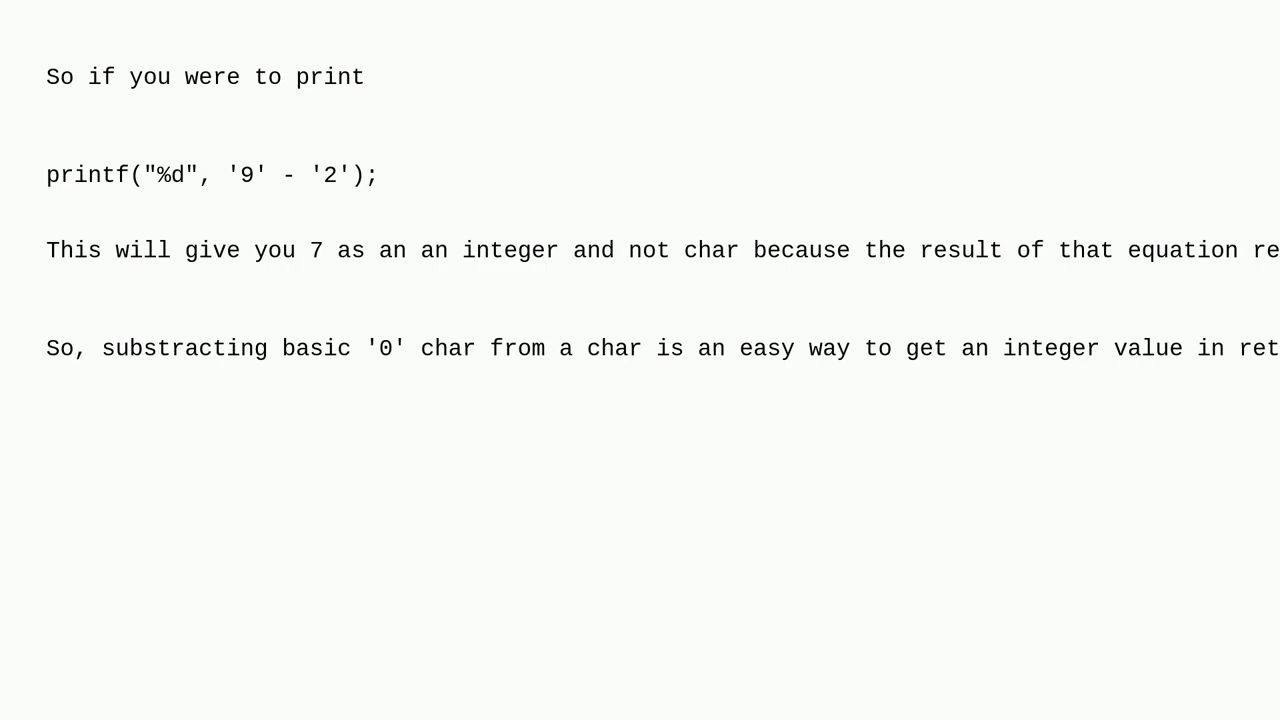 So if you were to print
printf("%d", '9' - '2');
This will give you 7 as an an integer and not char because the result of that equation re
So, substracting basic '0' char from a char is an easy way to get an integer value in ret